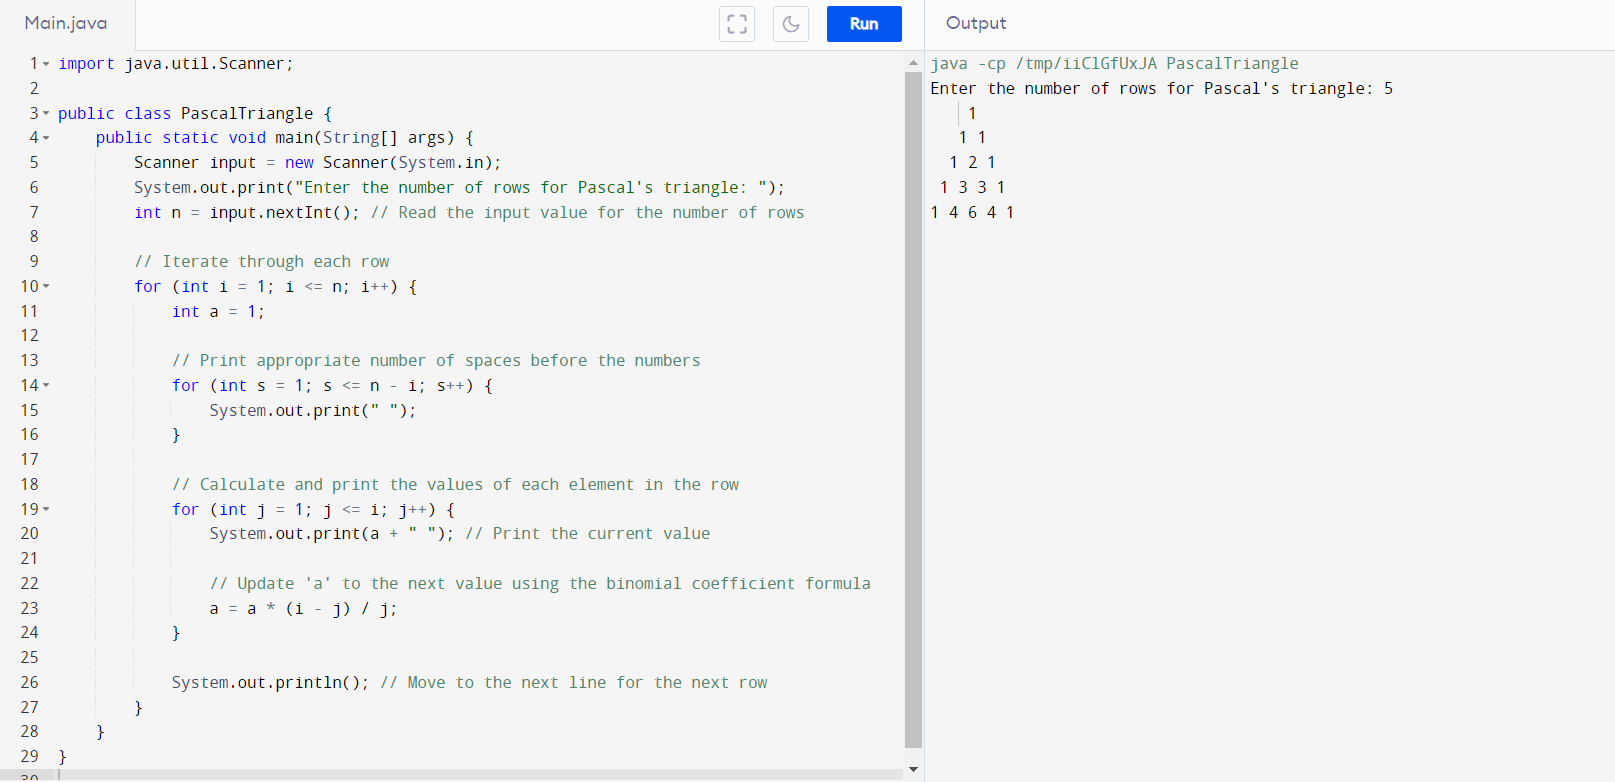 Main.java
Run
Output
1 import java.util.Scanner;
2
3 public class PascalTriangle {
4     public static void main(String[] args) {
5         Scanner input = new Scanner(System.in);
6         System.out.print("Enter the number of rows for Pascal's triangle: ");
7         int n = input.nextInt(); // Read the input value for the number of rows
8
9         // Iterate through each row
10         for (int i = 1; i <= n; i++) {
11             int a = 1;
12
13             // Print appropriate number of spaces before the numbers
14             for (int s = 1; s <= n - i; s++) {
15                 System.out.print(" ");
16             }
17
18             // Calculate and print the values of each element in the row
19             for (int j = 1; j <= i; j++) {
20                 System.out.print(a + " "); // Print the current value
21
22                 // Update 'a' to the next value using the binomial coefficient formula
23                 a = a * (i - j) / j;
24             }
25
26             System.out.println(); // Move to the next line for the next row
27         }
28     }
29 }
30
java -cp /tmp/iiClGfUxJA PascalTriangle
Enter the number of rows for Pascal's triangle: 5
    1
   1 1
  1 2 1
 1 3 3 1
1 4 6 4 1